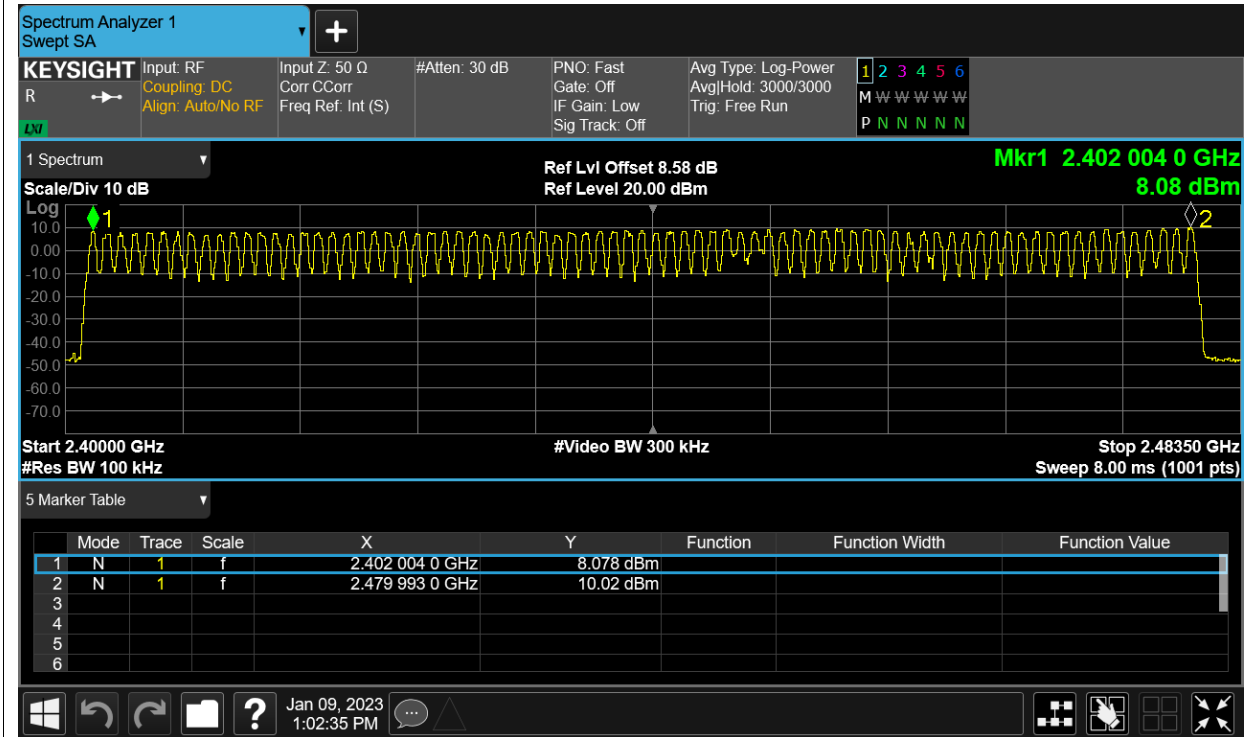 Spectrum Analyzer 1
Swept SA
+
KEYSIGHT Input: RF Input Z: 50 Ω #Atten: 30 dB PNO: Fast Avg Type: Log-Power 1 2 3 4 5 6
R Coupling: DC Corr CCorr Gate: Off Avg|Hold: 3000/3000 M W W W W W
Align: Auto/No RF Freq Ref: Int (S) IF Gain: Low Trig: Free Run
LXI Sig Track: Off P N N N N N
1 Spectrum Ref Lvl Offset 8.58 dB Mkr1 2.402 004 0 GHz
Scale/Div 10 dB Ref Level 20.00 dBm 8.08 dBm
Log
1 2
10.0
0.00
-10.0
-20.0
-30.0
-40.0
-50.0
-60.0
-70.0
Start 2.40000 GHz #Video BW 300 kHz Stop 2.48350 GHz
#Res BW 100 kHz Sweep 8.00 ms (1001 pts)
5 Marker Table
Mode Trace Scale X Y Function Function Width Function Value
1 N 1 f 2.402 004 0 GHz 8.078 dBm
2 N 1 f 2.479 993 0 GHz 10.02 dBm
3
4
5
6
? Jan 09, 2023
1:02:35 PM